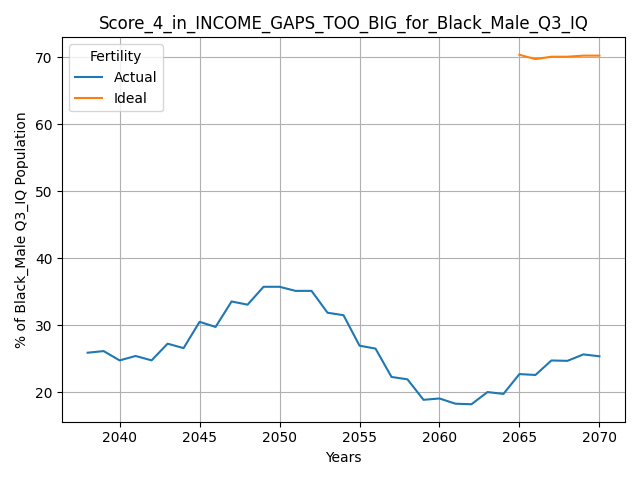 Score_4_in_INCOME_GAPS_TOO_BIG_for_Black_Male_Q3_IQ
Fertility
Actual
Ideal
% of Black_Male Q3_IQ Population
70
60
50
40
30
20
2040 2045 2050 2055 2060 2065 2070
Years